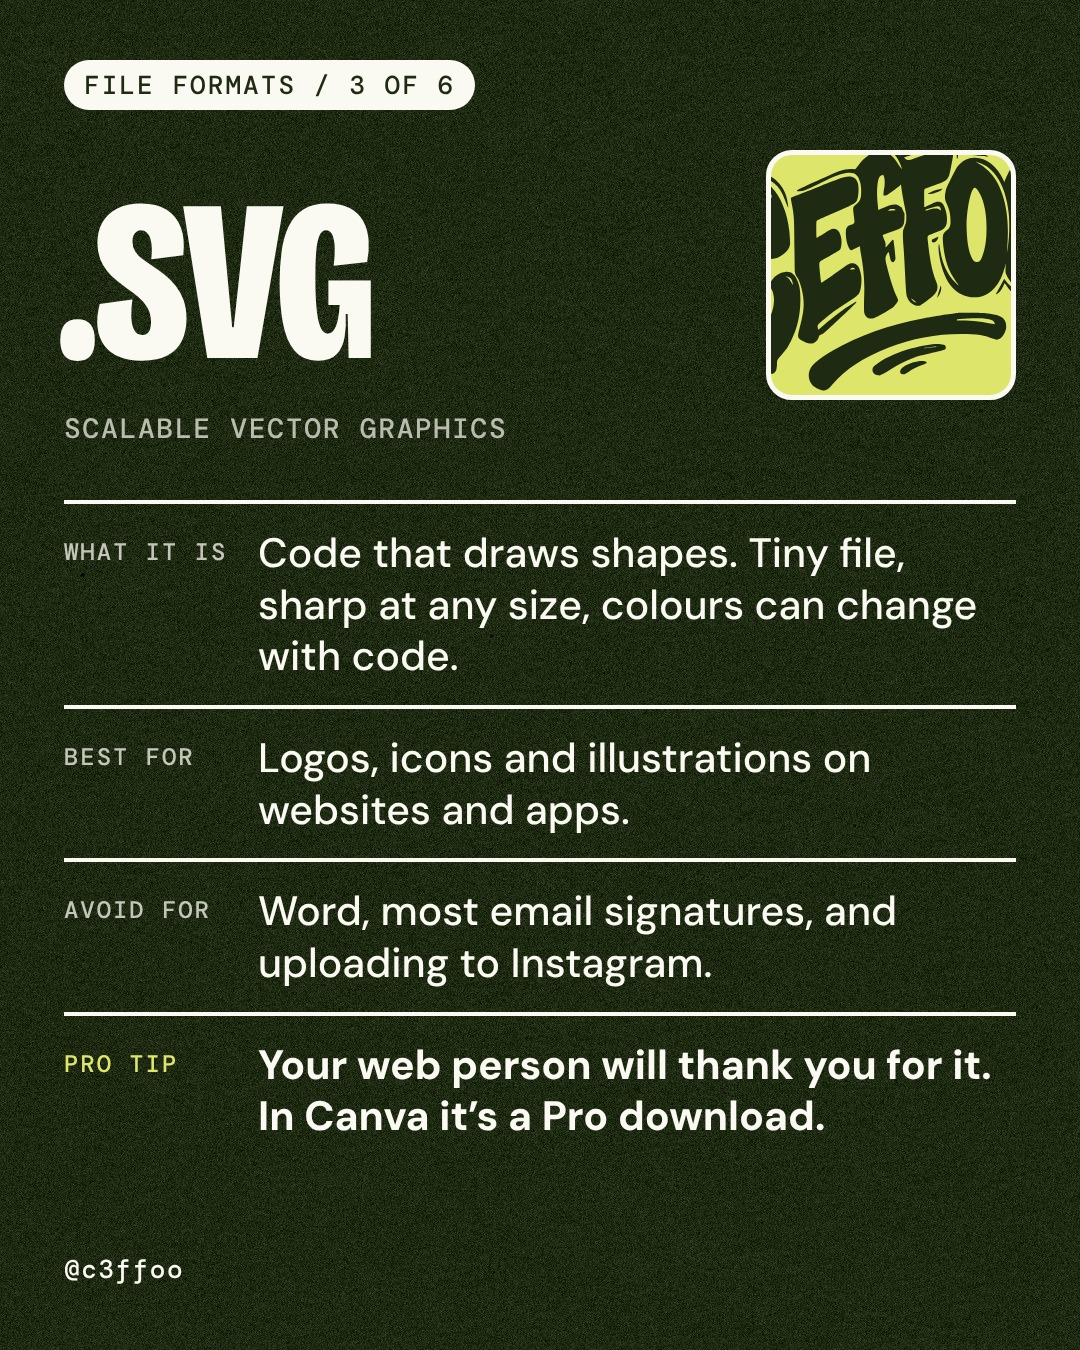 FILE FORMATS / 3 OF 6
.SVG
CEFFO
SCALABLE VECTOR GRAPHICS
WHAT IT IS
Code that draws shapes. Tiny file,
sharp at any size, colours can change
with code.
BEST FOR
Logos, icons and illustrations on
websites and apps.
AVOID FOR
Word, most email signatures, and
uploading to Instagram.
PRO TIP
Your web person will thank you for it.
In Canva it’s a Pro download.
@c3ffoo